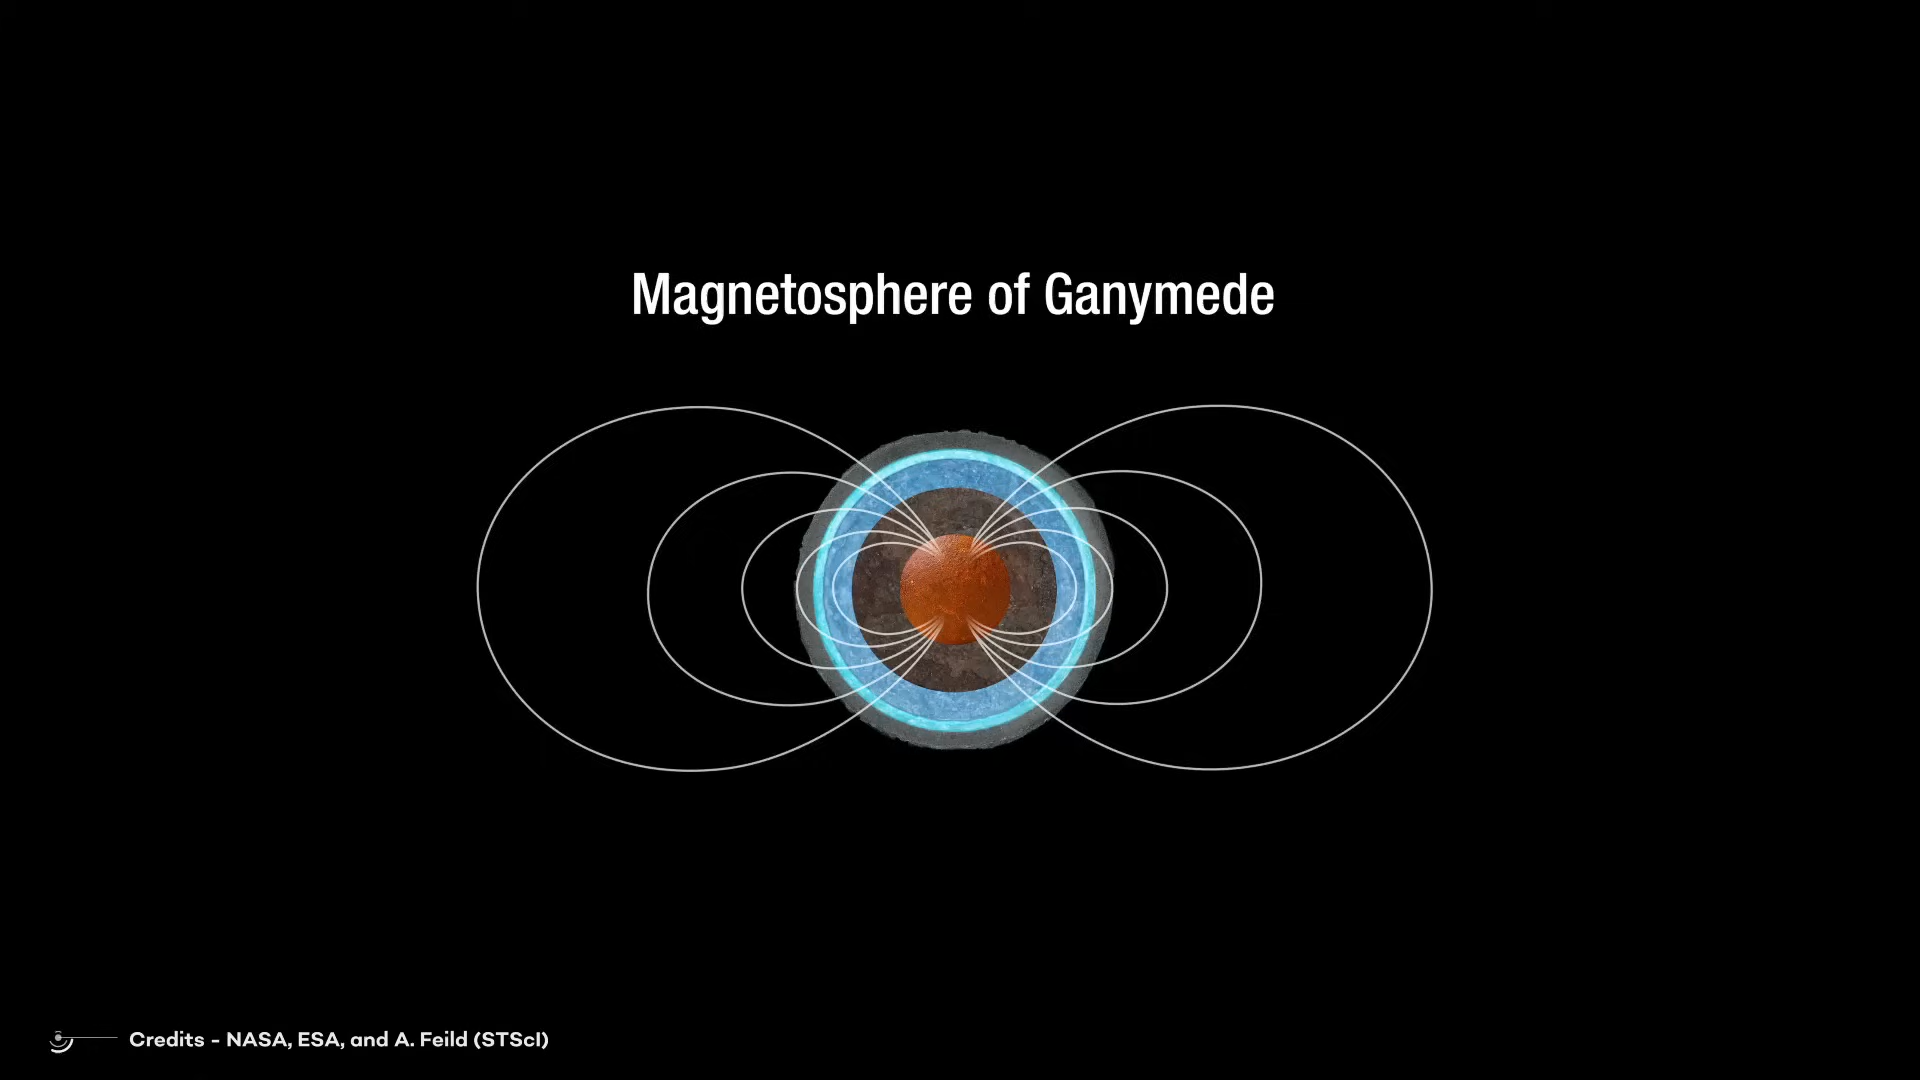 Magnetosphere of Ganymede
Credits - NASA, ESA, and A. Feild (STScI)